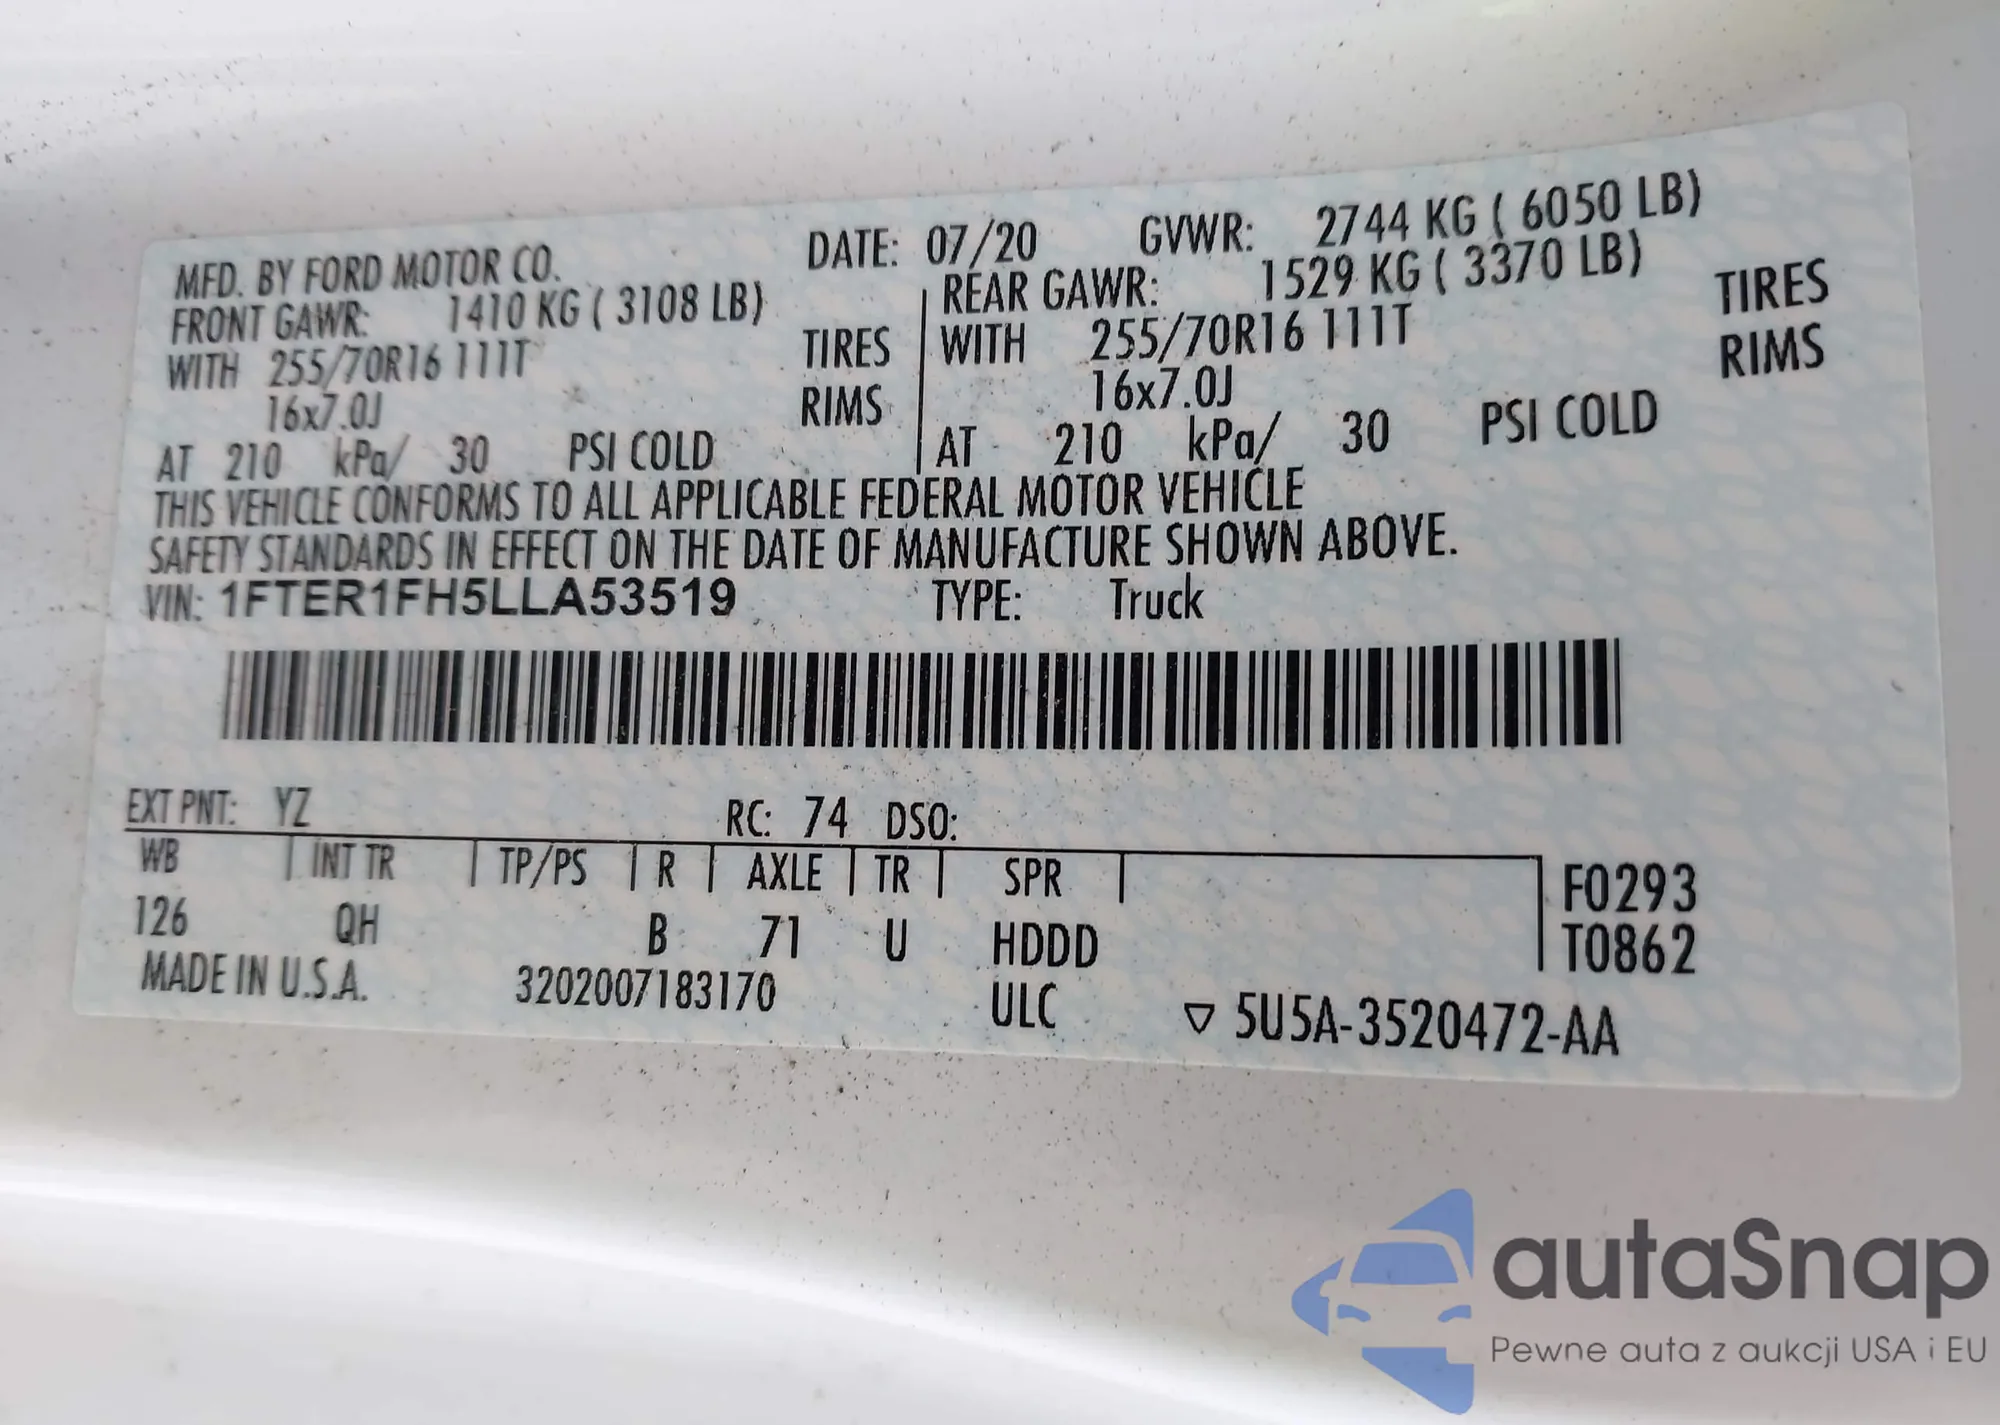 MFD. BY FORD MOTOR CO. DATE: 07/20 GVWR: 2744 KG ( 6050 LB)
FRONT GAWR: 1410 KG ( 3108 LB) REAR GAWR: 1529 KG ( 3370 LB)
WITH 255/70R16 111T TIRES WITH 255/70R16 111T TIRES
16x7.0J RIMS 16x7.0J RIMS
AT 210 kPa/ 30 PSI COLD AT 210 kPa/ 30 PSI COLD
THIS VEHICLE CONFORMS TO ALL APPLICABLE FEDERAL MOTOR VEHICLE
SAFETY STANDARDS IN EFFECT ON THE DATE OF MANUFACTURE SHOWN ABOVE.
VIN: 1FTER1FH5LLA53519 TYPE: Truck
EXT PNT: YZ RC: 74 DSO:
WB | INT TR | TP/PS | R | AXLE | TR | SPR | F0293
126 QH B 71 U HDDD T0862
MADE IN U.S.A. 3202007183170 ULC ▽ 5U5A-3520472-AA
autaSnap
Pewne auta z aukcji USA i EU